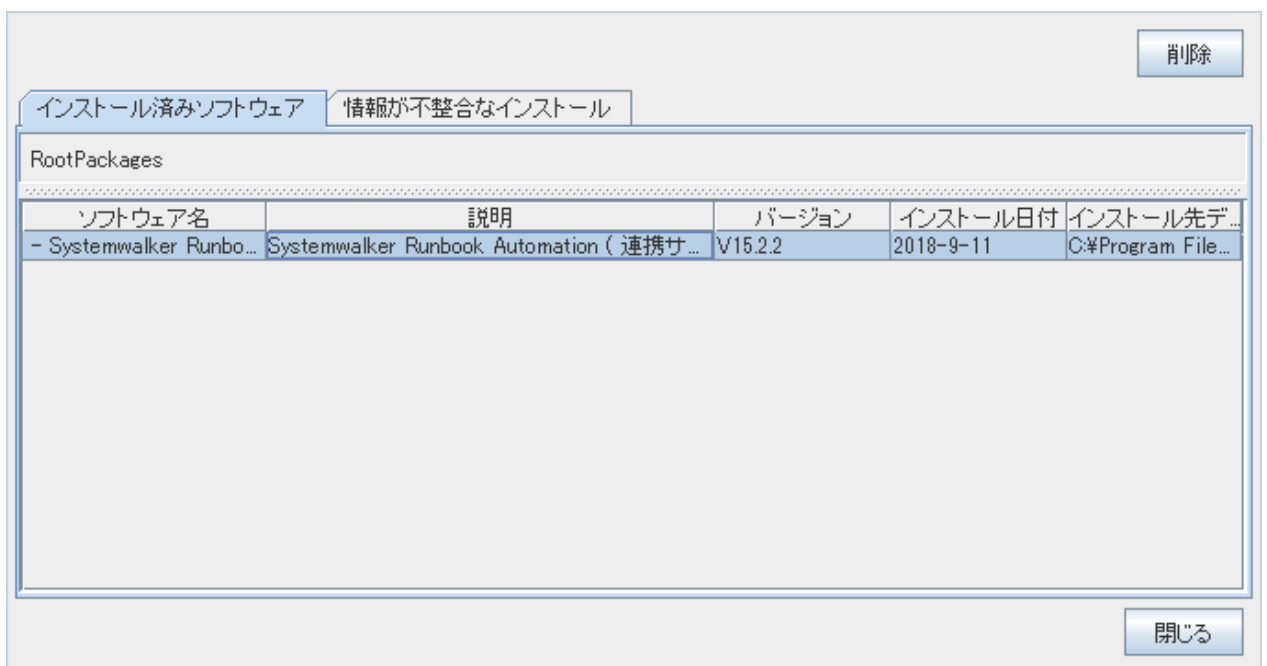 削除
インストール済みソフトウェア 情報が不整合なインストール
RootPackages
ソフトウェア名 説明 バージョン インストール日付 インストール先デ...
- Systemwalker Runbo... Systemwalker Runbook Automation ( 連携サ... V15.2.2 2018-9-11 C:¥Program File...
閉じる